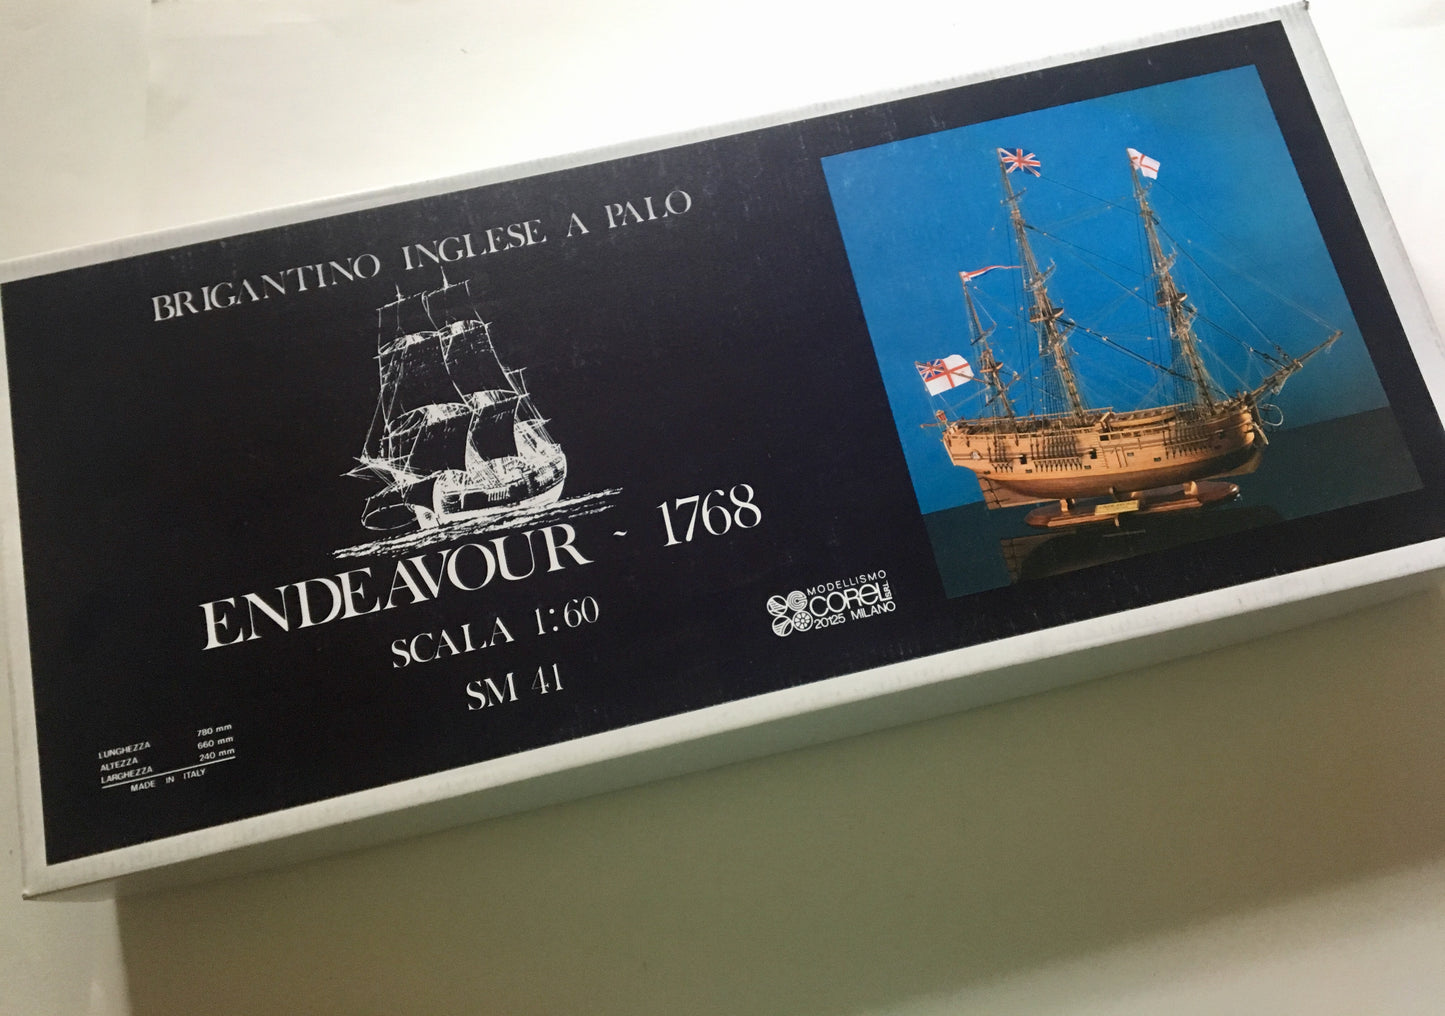 BRIGANTINO INGLESE A PALO
ENDEAVOUR ~ 1768
SCALA 1:60
SM 41
MODELLISMO
COREL SRL
20125 MILANO
LUNGHEZZA 780 mm
ALTEZZA 660 mm
LARGHEZZA 240 mm
MADE IN ITALY